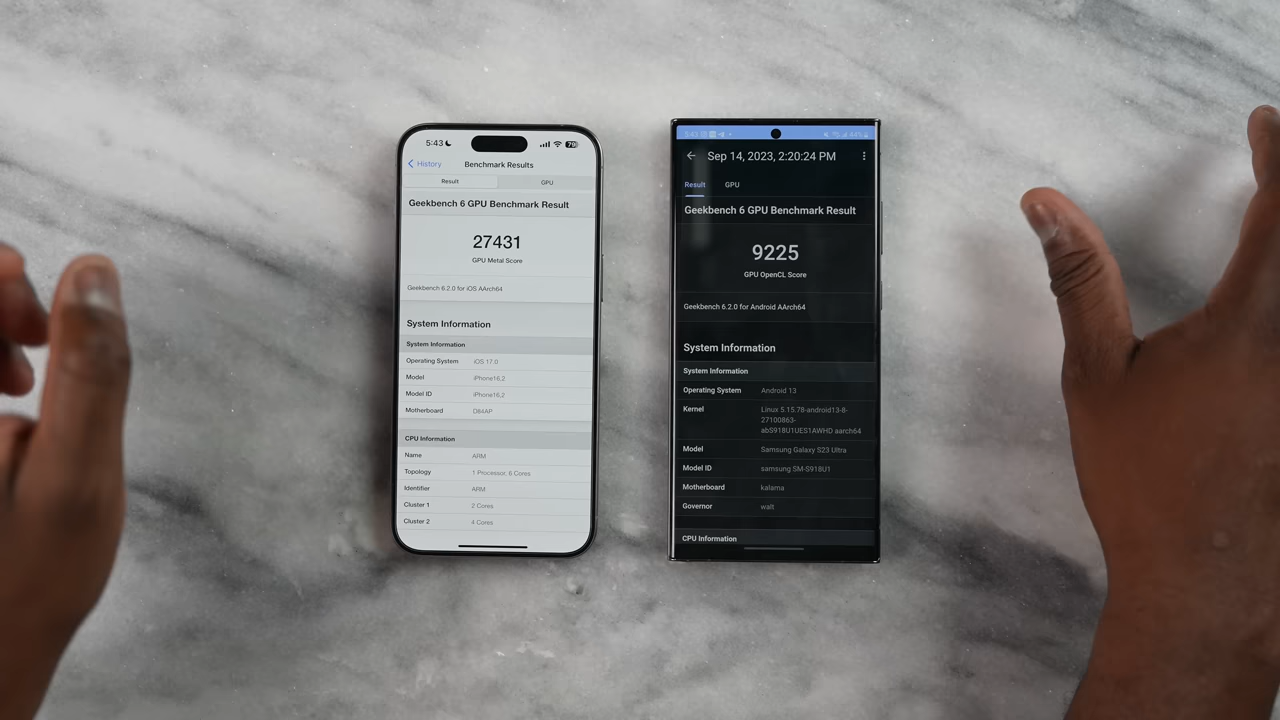 5:43
79
History
Benchmark Results
Result
GPU
Geekbench 6 GPU Benchmark Result
27431
GPU Metal Score
Geekbench 6.2.0 for iOS AArch64
System Information
System Information
Operating System iOS 17.0
Model iPhone16,2
Model ID iPhone16,2
Motherboard D84AP
CPU Information
Name ARM
Topology 1 Processor, 6 Cores
Identifier ARM
Cluster 1 2 Cores
Cluster 2 4 Cores
5:43
44%
Sep 14, 2023, 2:20:24 PM
Result
GPU
Geekbench 6 GPU Benchmark Result
9225
GPU OpenCL Score
Geekbench 6.2.0 for Android AArch64
System Information
System Information
Operating System Android 13
Kernel Linux 5.15.78-android13-8-
27100863-
abS918U1UES1AWHD aarch64
Model Samsung Galaxy S23 Ultra
Model ID samsung SM-S918U1
Motherboard kalama
Governor walt
CPU Information